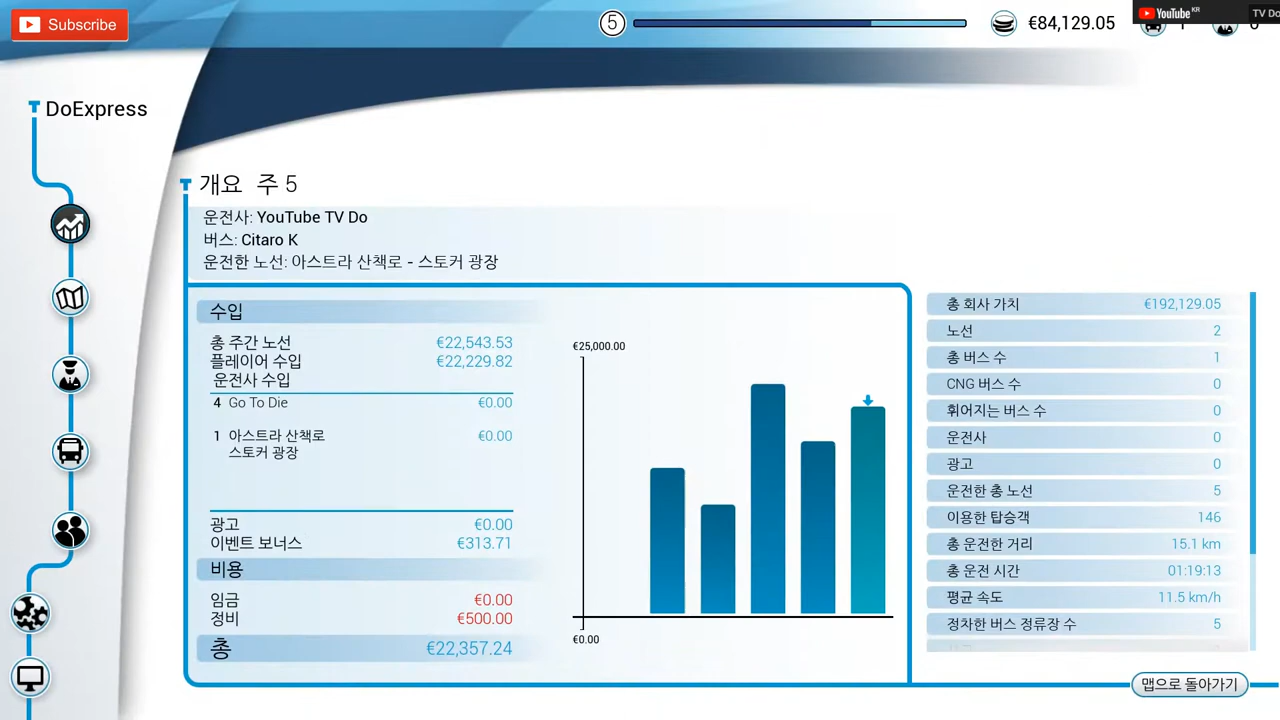 Subscribe
5
€84,129.05
YouTube KR
TV Do
DoExpress
개요 주 5
운전사: YouTube TV Do
버스: Citaro K
운전한 노선: 아스트라 산책로 - 스토커 광장
수입
총 주간 노선 €22,543.53
플레이어 수입 €22,229.82
운전사 수입
4 Go To Die €0.00
1 아스트라 산책로 €0.00
스토커 광장
광고 €0.00
이벤트 보너스 €313.71
비용
임금 €0.00
정비 €500.00
총 €22,357.24
€25,000.00
€0.00
총 회사 가치 €192,129.05
노선 2
총 버스 수 1
CNG 버스 수 0
휘어지는 버스 수 0
운전사 0
광고 0
운전한 총 노선 5
이용한 탑승객 146
총 운전한 거리 15.1 km
총 운전 시간 01:19:13
평균 속도 11.5 km/h
정차한 버스 정류장 수 5
맵으로 돌아가기